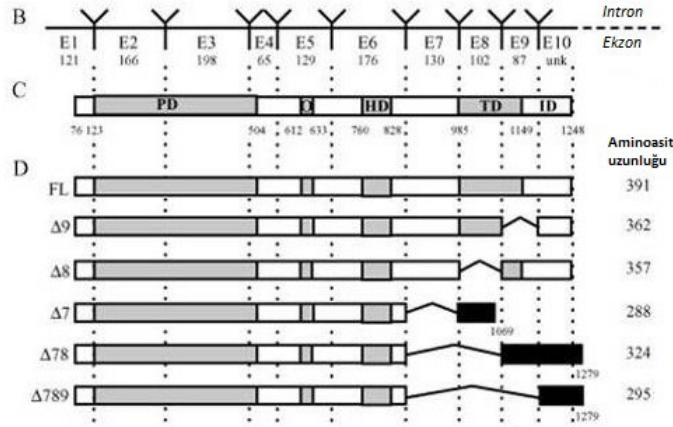 B
Intron
E1 E2 E3 E4 E5 E6 E7 E8 E9 E10
Ekzon
121 166 198 65 129 176 130 102 87 unk
C
PD O HD TD ID
76 123 504 612 633 760 828 985 1149 1248
Aminoasit
uzunluğu
D
FL 391
Δ9 362
Δ8 357
Δ7 288
1069
Δ78 324
1279
Δ789 295
1279